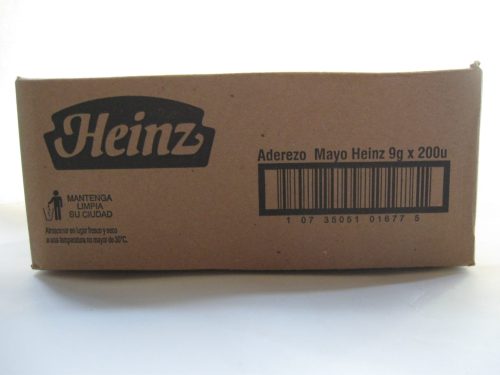 Heinz
Aderezo Mayo Heinz 9g x 200u
1 07 35061 01677 5
MANTENGA
LIMPIA
SU CIUDAD
Almacenar en lugar fresco y seco
a una temperatura no mayor de 30°C.